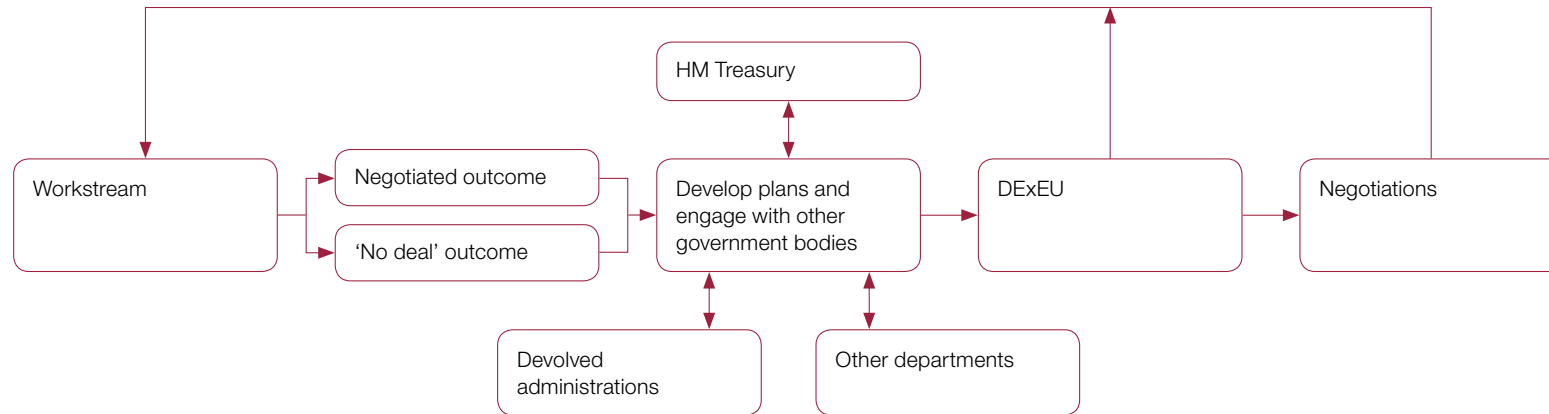 HM Treasury
Workstream
Negotiated outcome
‘No deal’ outcome
Develop plans and
engage with other
government bodies
DExEU
Negotiations
Devolved
administrations
Other departments